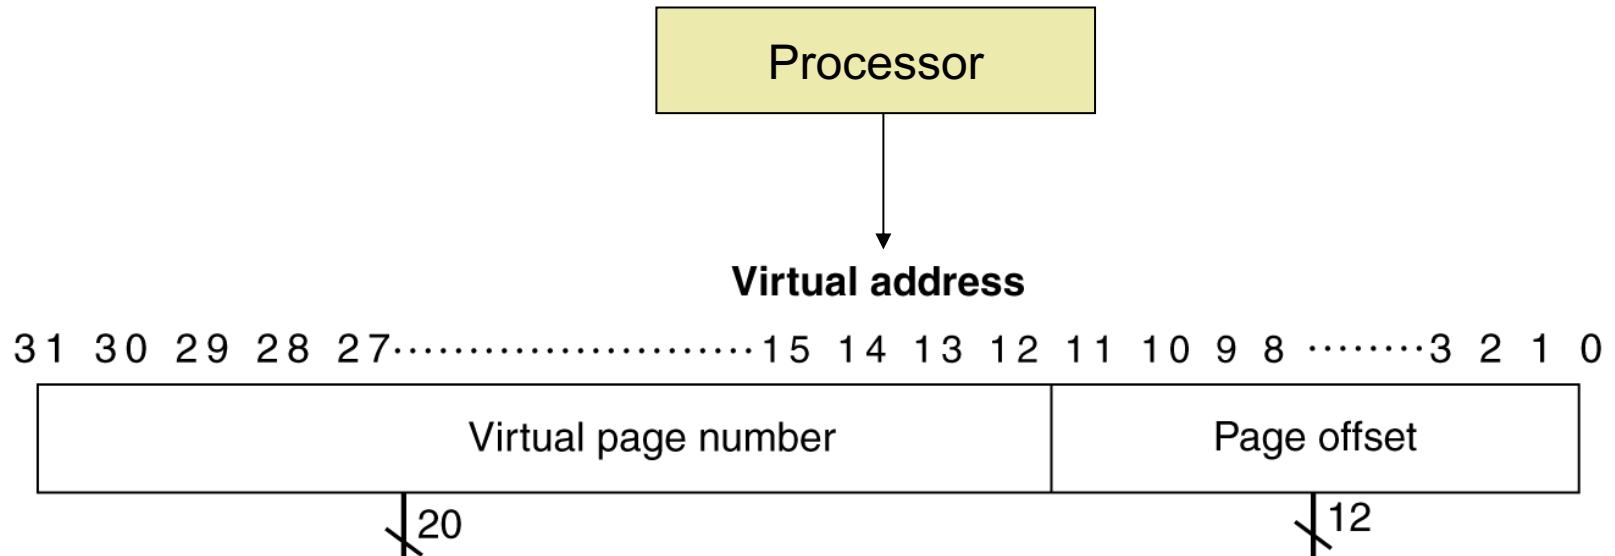 Processor
Virtual address
31 30 29 28 27······················15 14 13 12 11 10 9 8 ········3 2 1 0
Virtual page number Page offset
20 12